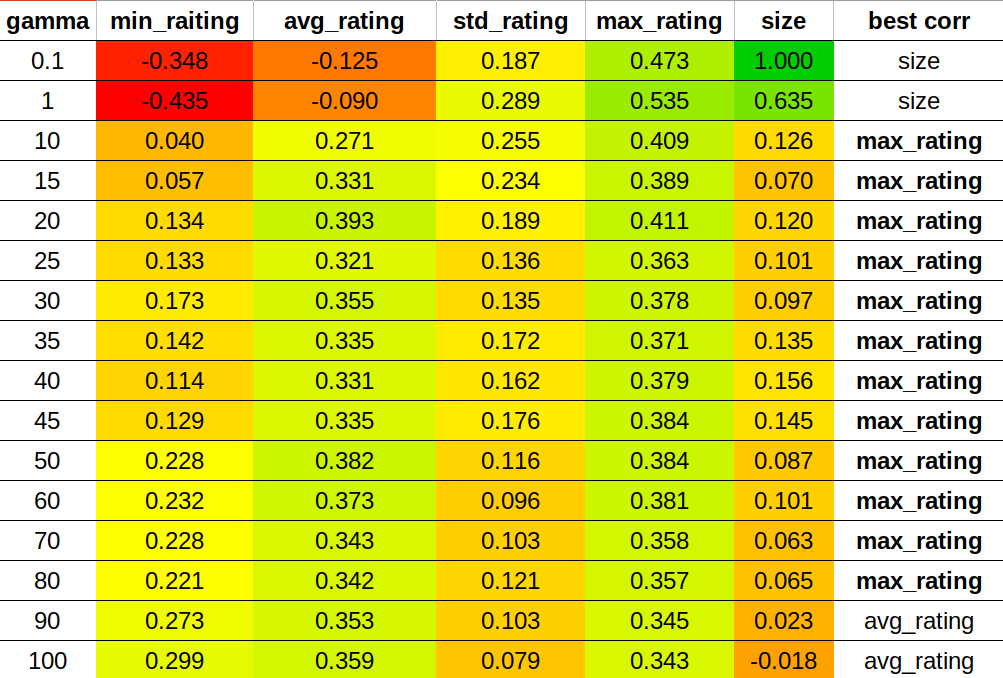 gamma min_raiting avg_rating std_rating max_rating size best corr
0.1 -0.348 -0.125 0.187 0.473 1.000 size
1 -0.435 -0.090 0.289 0.535 0.635 size
10 0.040 0.271 0.255 0.409 0.126 max_rating
15 0.057 0.331 0.234 0.389 0.070 max_rating
20 0.134 0.393 0.189 0.411 0.120 max_rating
25 0.133 0.321 0.136 0.363 0.101 max_rating
30 0.173 0.355 0.135 0.378 0.097 max_rating
35 0.142 0.335 0.172 0.371 0.135 max_rating
40 0.114 0.331 0.162 0.379 0.156 max_rating
45 0.129 0.335 0.176 0.384 0.145 max_rating
50 0.228 0.382 0.116 0.384 0.087 max_rating
60 0.232 0.373 0.096 0.381 0.101 max_rating
70 0.228 0.343 0.103 0.358 0.063 max_rating
80 0.221 0.342 0.121 0.357 0.065 max_rating
90 0.273 0.353 0.103 0.345 0.023 avg_rating
100 0.299 0.359 0.079 0.343 -0.018 avg_rating